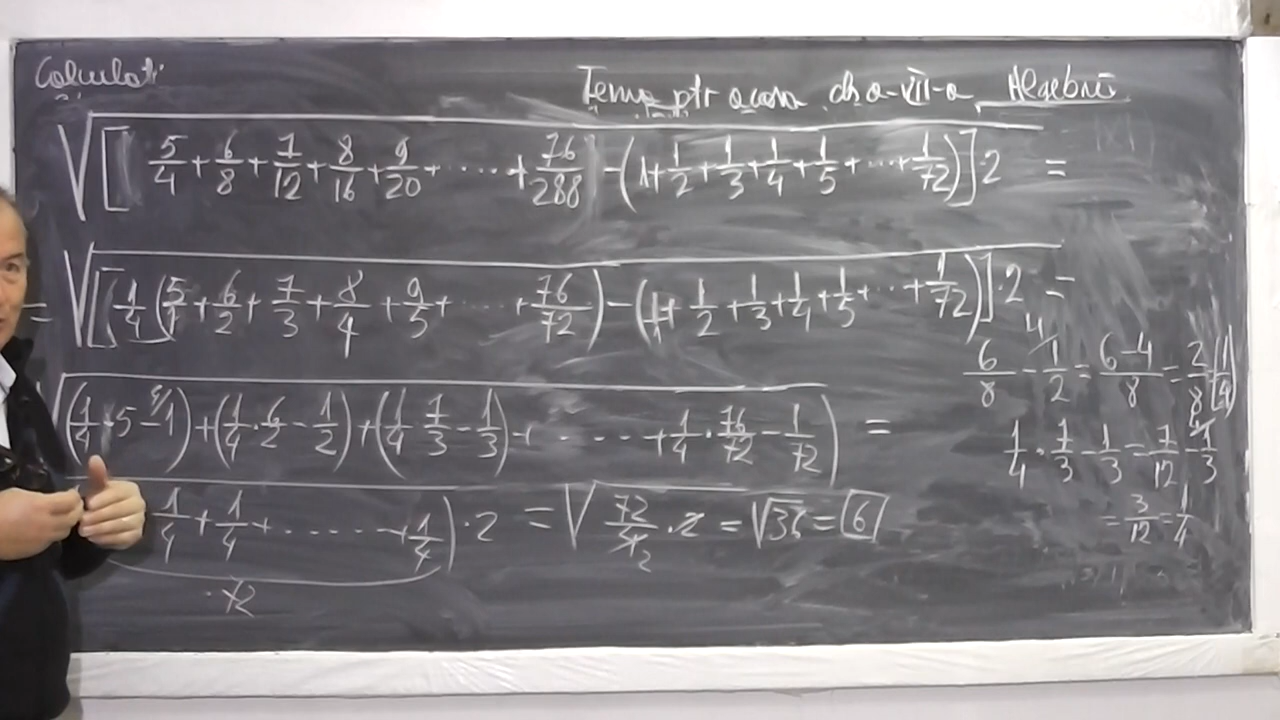 Calculati
Tema ptr acasa cls a-VII-a Algebră
√[ 5/4 + 6/8 + 7/12 + 8/16 + 9/20 + ..... + 76/288 - (1 + 1/2 + 1/3 + 1/4 + 1/5 + ... + 1/72)]·2 =
= √[1/4(5/1 + 6/2 + 7/3 + 8/4 + 9/5 + ..... + 76/72) - (1 + 1/2 + 1/3 + 1/4 + 1/5 + ... + 1/72)]·2 =
√(1/4·5 - 1) + (1/4·6/2 - 1/2) + (1/4·7/3 - 1/3) + ..... + 1/4·76/72 - 1/72) =
1/4 + 1/4 + ...... + 1/4)·2 = √72/4·2 = √36 = 6
72
6/8 - 1/2 = 6-4/8 = 2/8 = 1/4
1/4·7/3 - 1/3 = 7/12 - 1/3
= 3/12 = 1/4